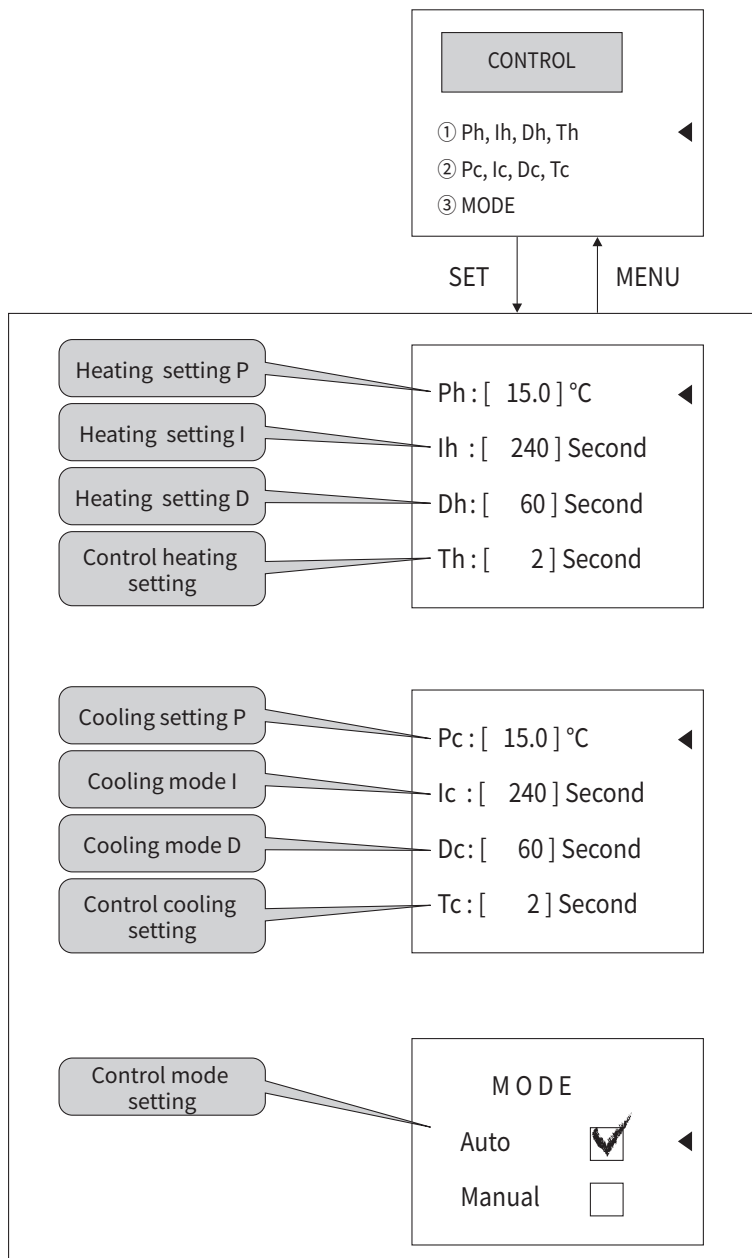 CONTROL
① Ph, Ih, Dh, Th
② Pc, Ic, Dc, Tc
③ MODE
SET
MENU
Heating setting P
Heating setting I
Heating setting D
Control heating
setting
Ph : [ 15.0 ] °C
Ih : [ 240 ] Second
Dh : [ 60 ] Second
Th : [ 2 ] Second
Cooling setting P
Cooling mode I
Cooling mode D
Control cooling
setting
Pc : [ 15.0 ] °C
Ic : [ 240 ] Second
Dc : [ 60 ] Second
Tc : [ 2 ] Second
Control mode
setting
MODE
Auto
Manual